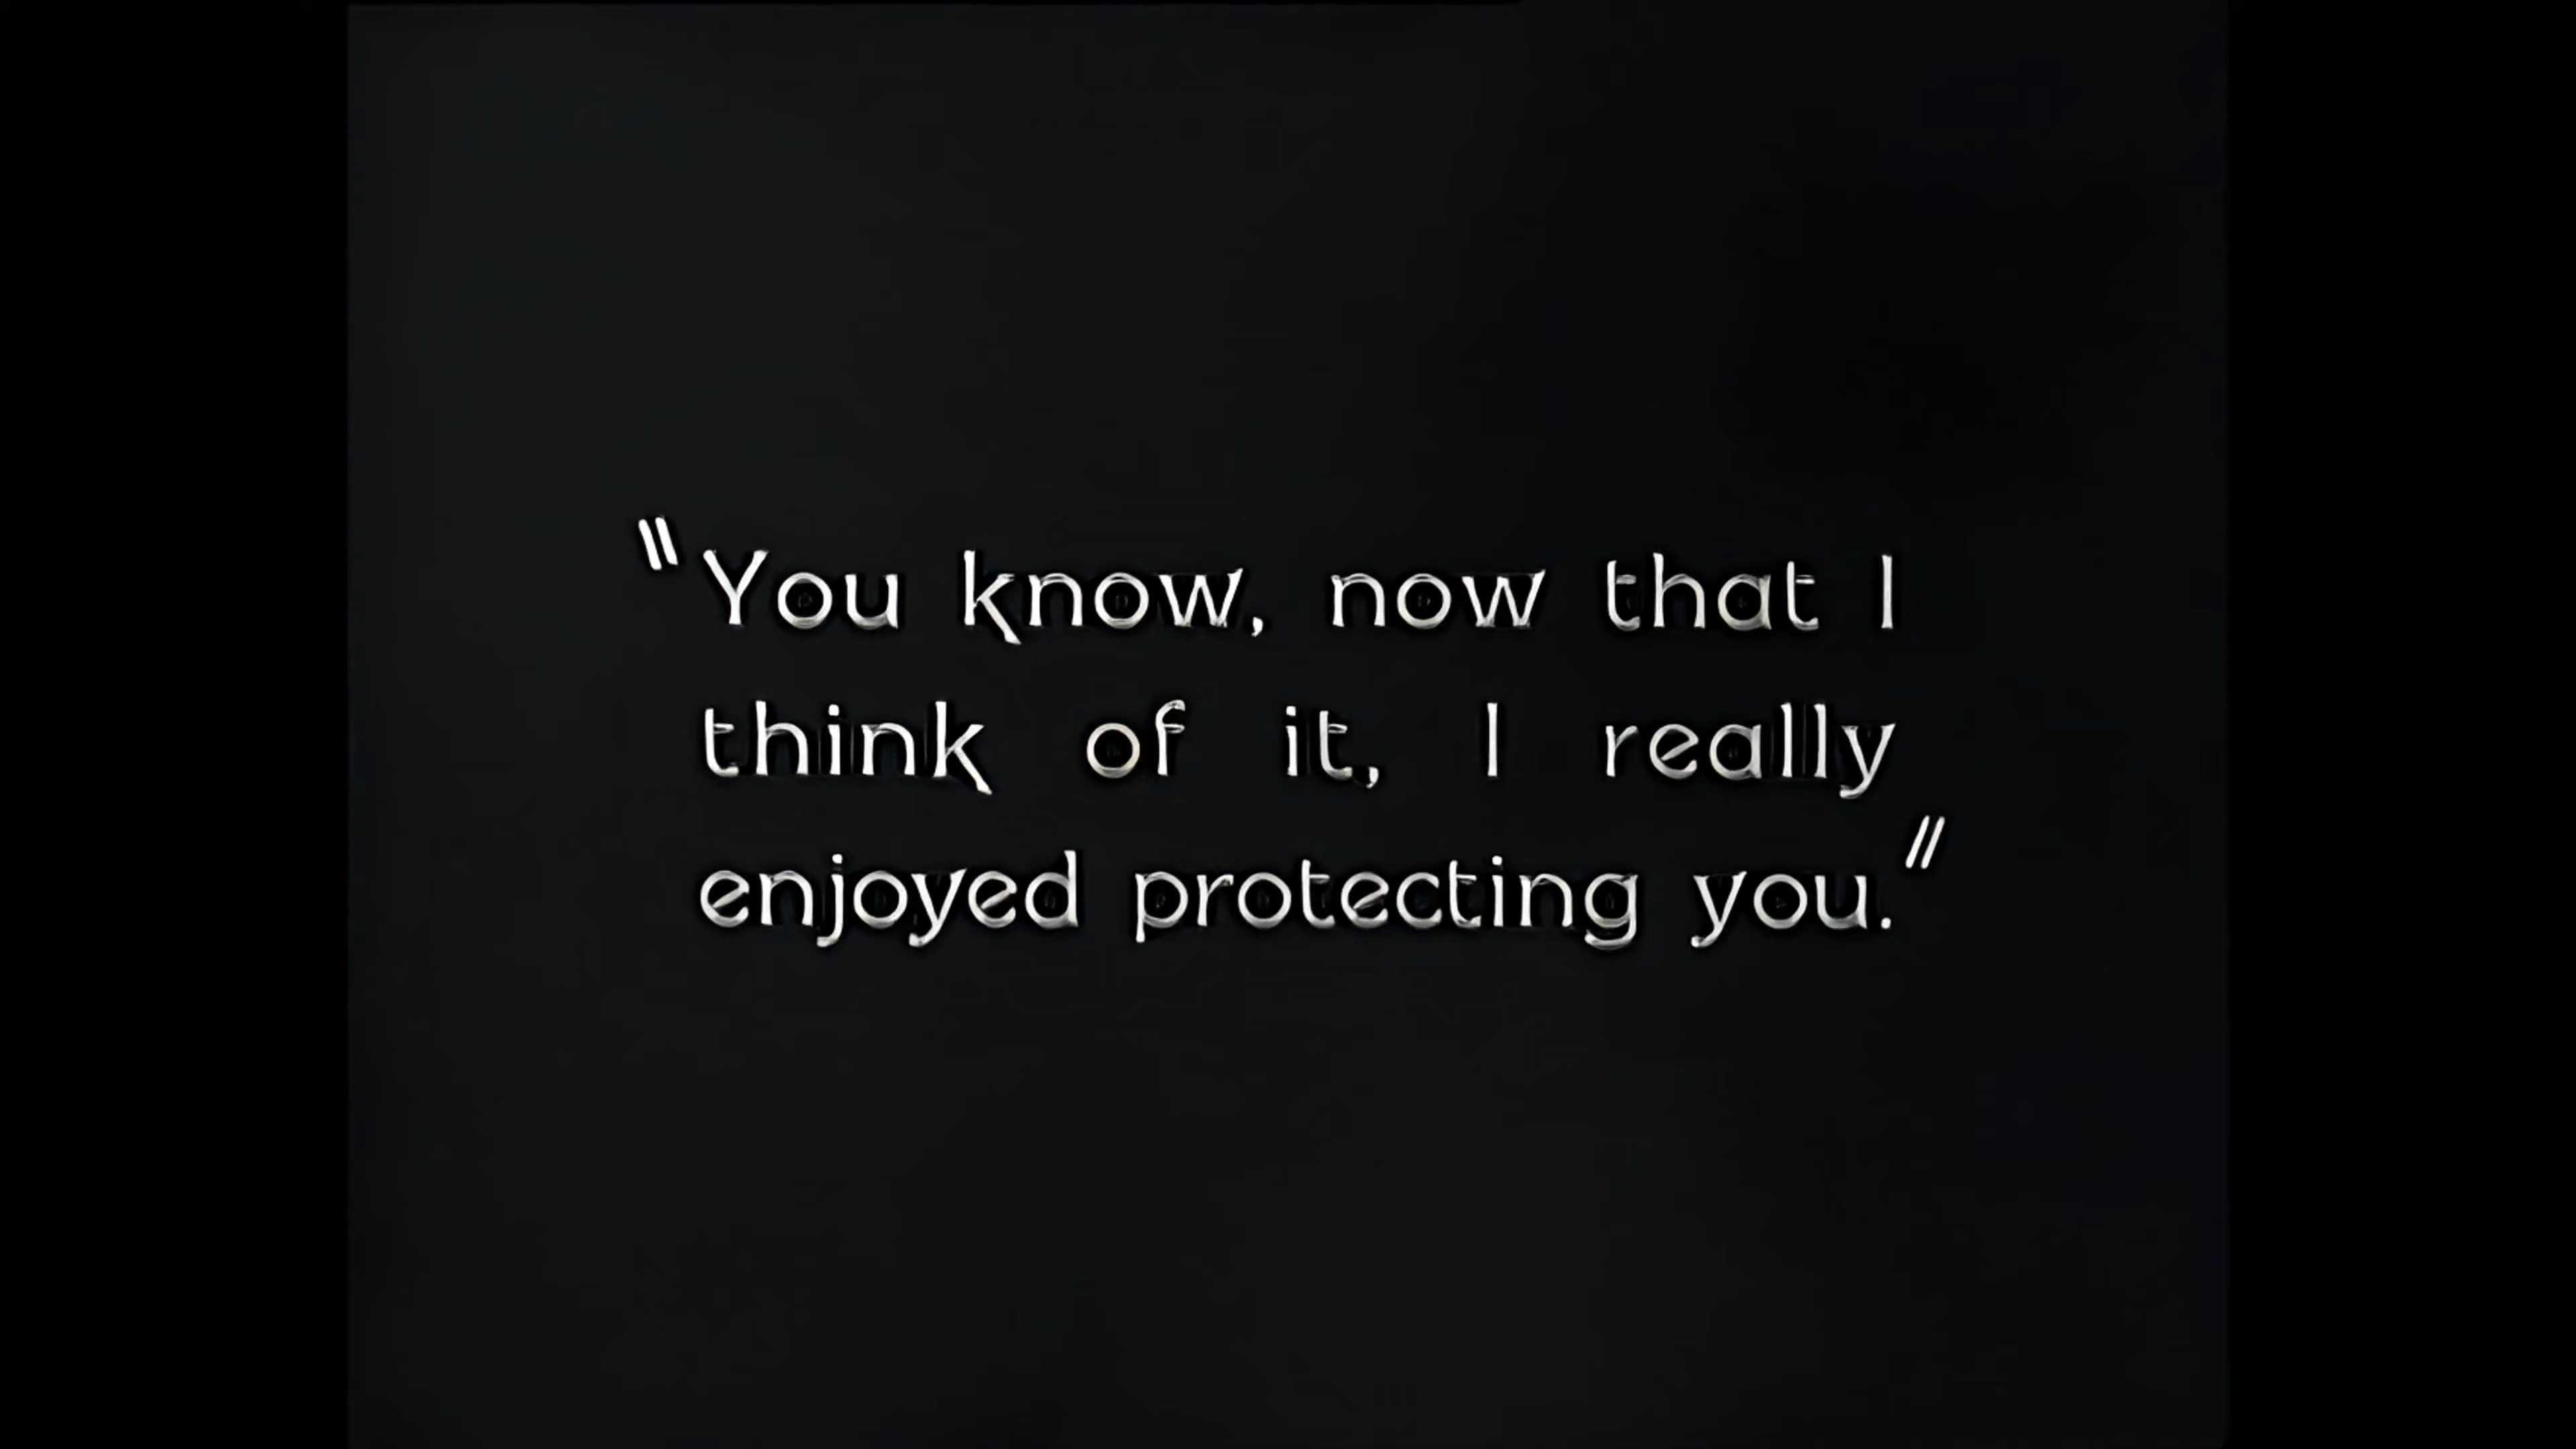 "You know, now that I
think of it, I really
enjoyed protecting you."